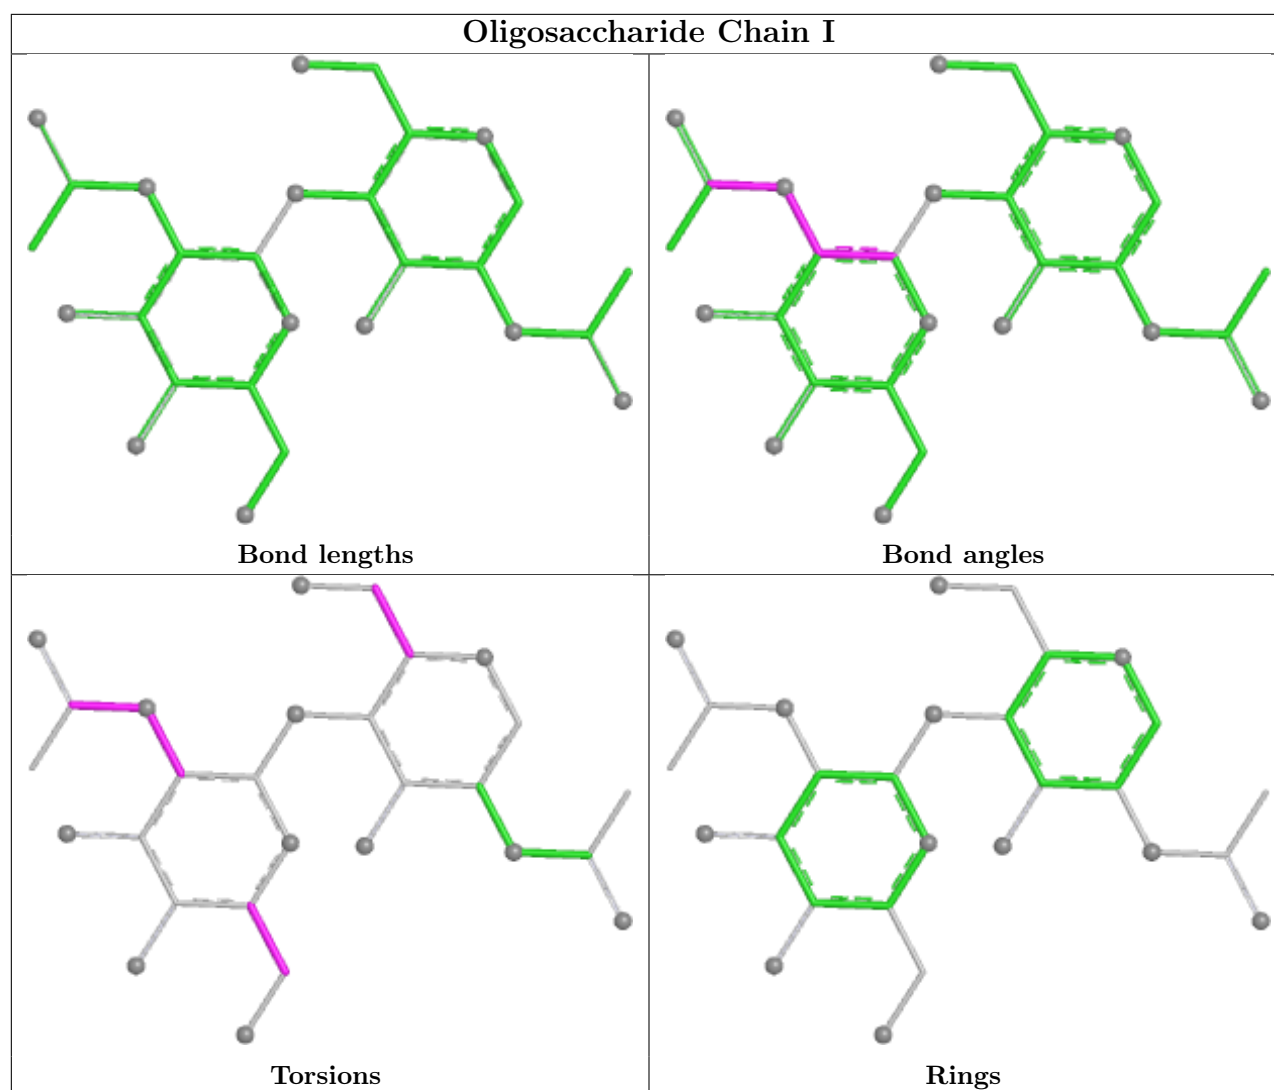 Oligosaccharide Chain I
Bond lengths
Bond angles
Torsions
Rings